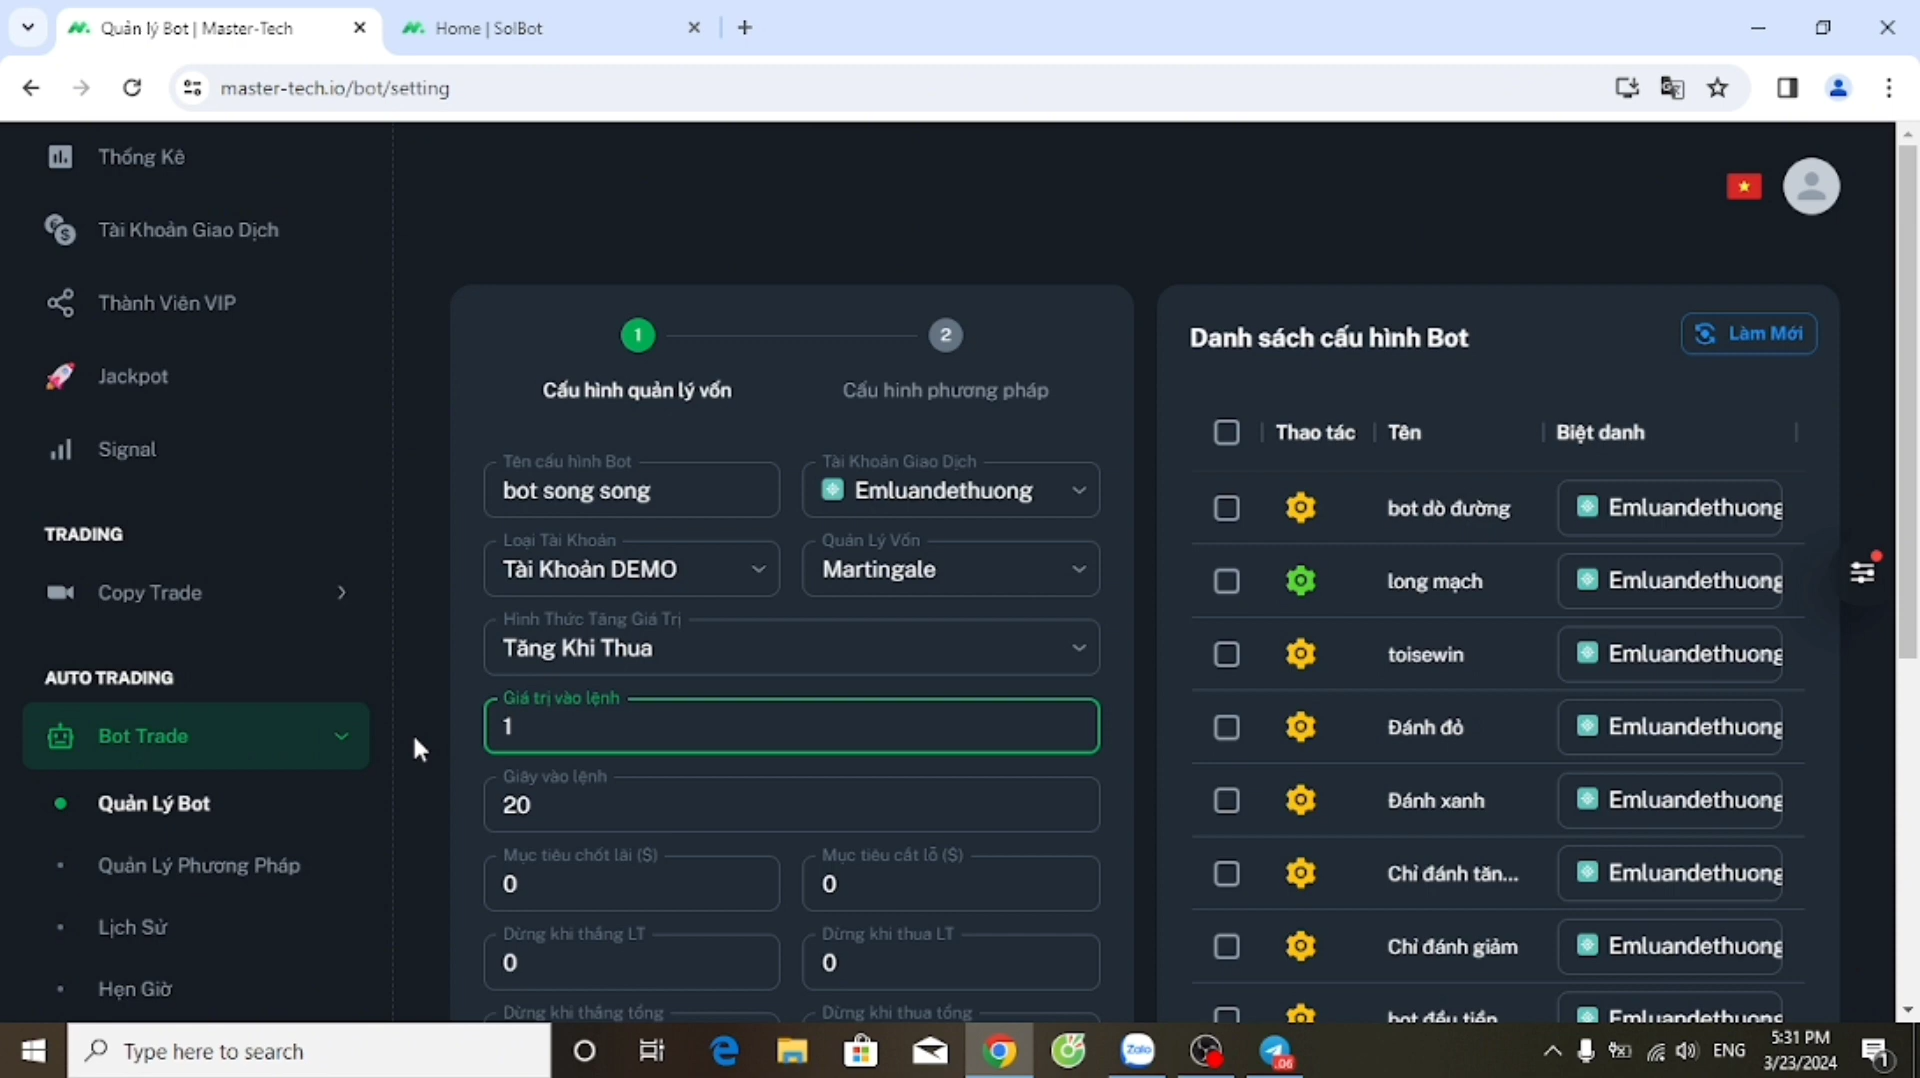 Quản lý Bot | Master-Tech
Home | SolBot
master-tech.io/bot/setting
Thống Kê
Tài Khoản Giao Dịch
Thành Viên VIP
Jackpot
Signal
TRADING
Copy Trade
AUTO TRADING
Bot Trade
Quản Lý Bot
Quản Lý Phương Pháp
Lịch Sử
Hẹn Giờ
1
2
Cấu hình quản lý vốn
Cấu hình phương pháp
Tên cấu hình Bot
bot song song
Tài Khoản Giao Dịch
Emluandethuong
Loại Tài Khoản
Tài Khoản DEMO
Quản Lý Vốn
Martingale
Hình Thức Tăng Giá Trị
Tăng Khi Thua
Giá trị vào lệnh
1
Giây vào lệnh
20
Mục tiêu chốt lãi ($)
0
Mục tiêu cắt lỗ ($)
0
Dừng khi thắng LT
0
Dừng khi thua LT
0
Dừng khi thắng tổng
Dừng khi thua tổng
Danh sách cấu hình Bot
Làm Mới
Thao tác
Tên
Biệt danh
bot dò đường
Emluandethuong
long mạch
Emluandethuong
toisewin
Emluandethuong
Đánh đỏ
Emluandethuong
Đánh xanh
Emluandethuong
Chỉ đánh tăn...
Emluandethuong
Chỉ đánh giảm
Emluandethuong
bot đều tiền
Emluandethuong
Type here to search
Zalo
.06
ENG
5:31 PM
3/23/2024
1